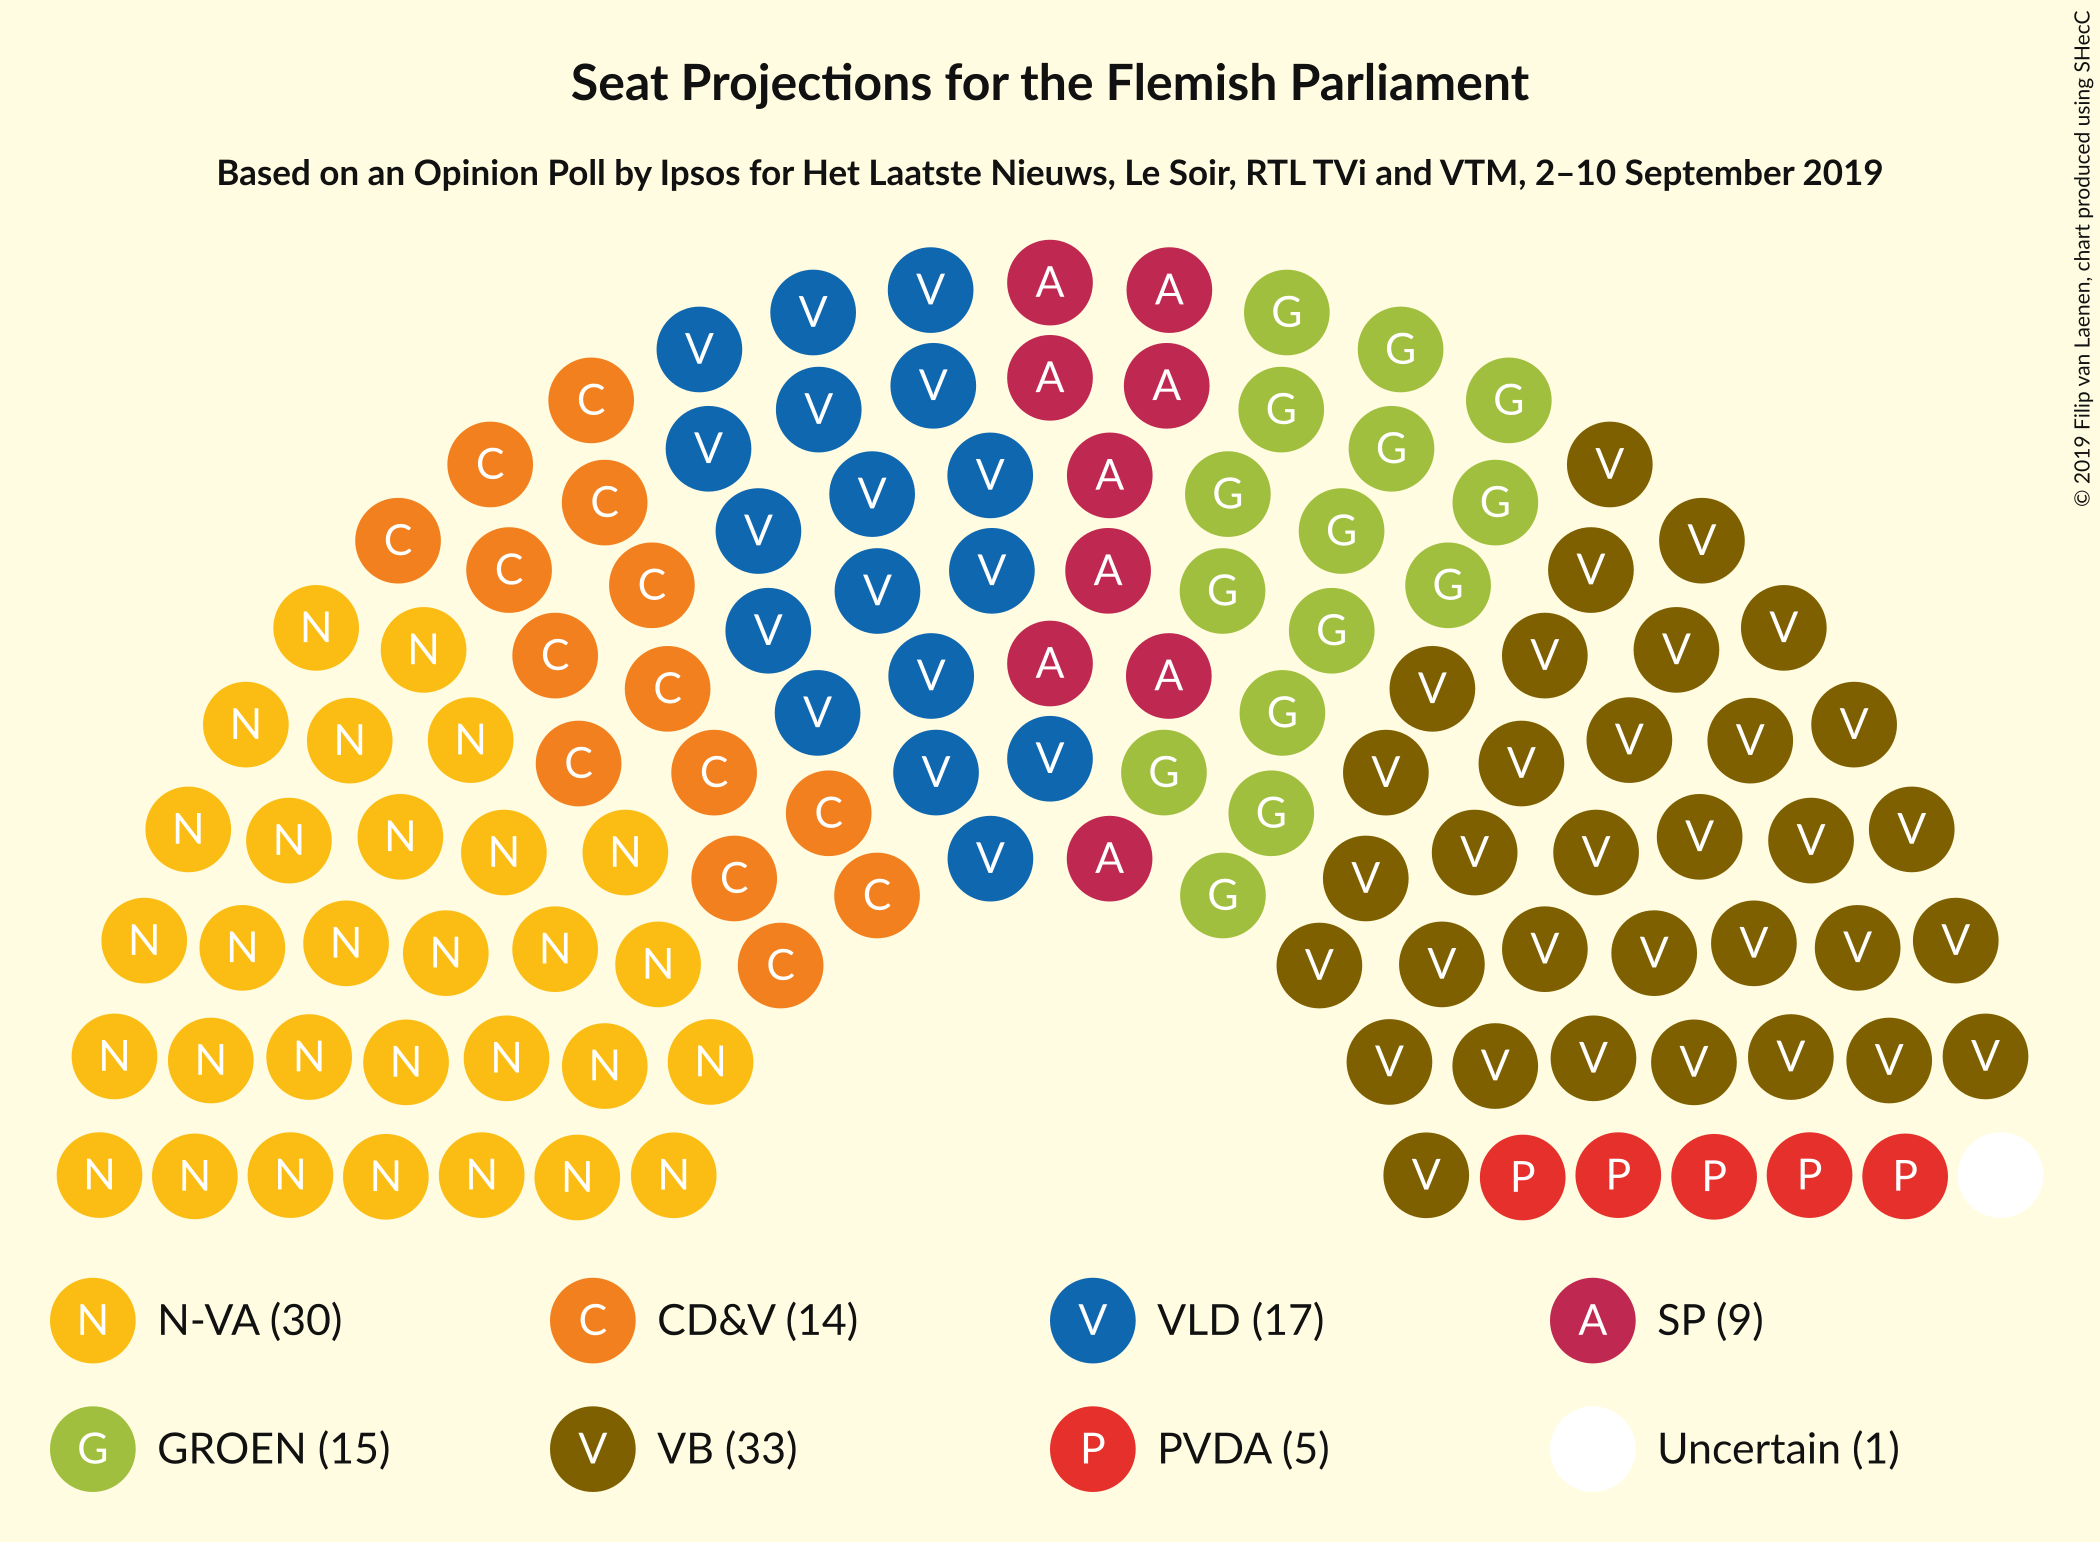 Seat Projections for the Flemish Parliament
Based on an Opinion Poll by Ipsos for Het Laatste Nieuws, Le Soir, RTL TVi and VTM, 2–10 September 2019
© 2019 Filip van Laenen, chart produced using SHecC
A
V A
V G
V G
A
V A
C V G G
V G
C V A C G V
V G
C V G V
C V A G V
C V G
N V G V
N C V A A V V
C V G V
N N N C V V G V V V V
C V G V
N N N N N C G V V V V V
C V A V
C G
N N N N N N C V V V V V V V
N N N N N N N V V V V V V V
N N N N N N N V P P P P P
N N-VA (30) C CD&V (14) V VLD (17) A SP (9)
G GROEN (15) V VB (33) P PVDA (5) Uncertain (1)